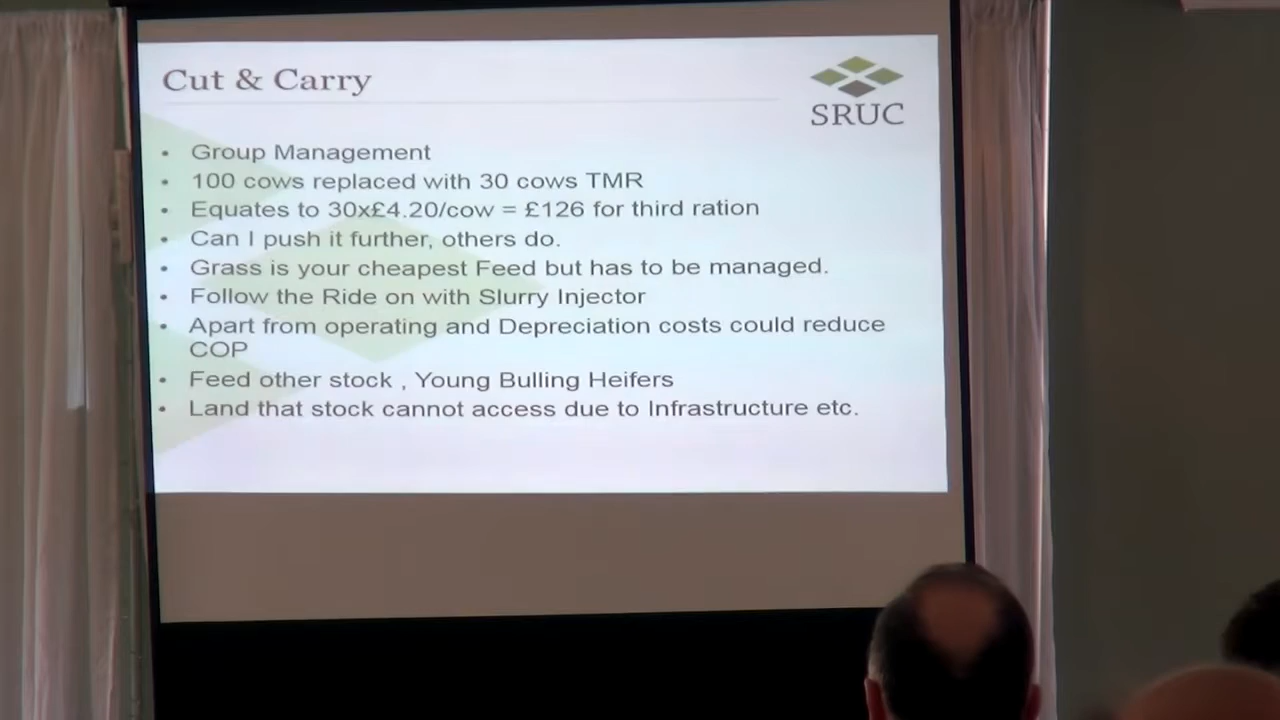 Cut & Carry
SRUC
• Group Management
• 100 cows replaced with 30 cows TMR
• Equates to 30x£4.20/cow = £126 for third ration
• Can I push it further, others do.
• Grass is your cheapest Feed but has to be managed.
• Follow the Ride on with Slurry Injector
• Apart from operating and Depreciation costs could reduce
COP
• Feed other stock , Young Bulling Heifers
• Land that stock cannot access due to Infrastructure etc.